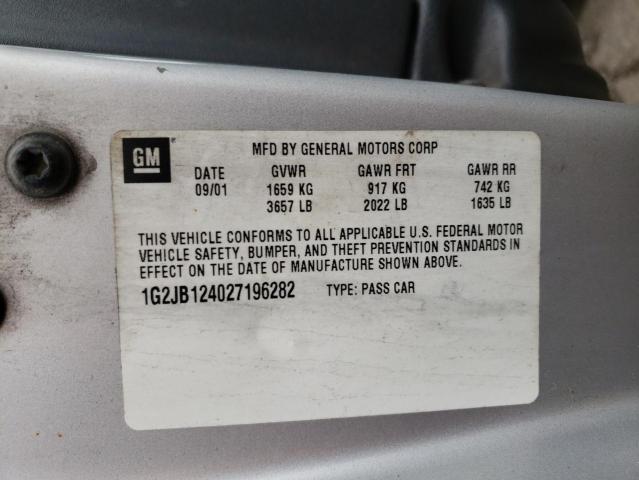 GM
MFD BY GENERAL MOTORS CORP
DATE GVWR GAWR FRT GAWR RR
09/01 1659 KG 917 KG 742 KG
3657 LB 2022 LB 1635 LB
THIS VEHICLE CONFORMS TO ALL APPLICABLE U.S. FEDERAL MOTOR
VEHICLE SAFETY, BUMPER, AND THEFT PREVENTION STANDARDS IN
EFFECT ON THE DATE OF MANUFACTURE SHOWN ABOVE.
1G2JB124027196282 TYPE: PASS CAR